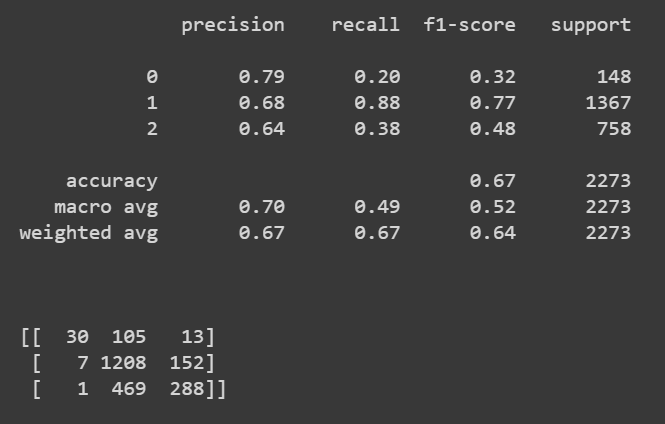 precision recall f1-score support
0 0.79 0.20 0.32 148
1 0.68 0.88 0.77 1367
2 0.64 0.38 0.48 758
accuracy 0.67 2273
macro avg 0.70 0.49 0.52 2273
weighted avg 0.67 0.67 0.64 2273
[[ 30 105 13]
[ 7 1208 152]
[ 1 469 288]]